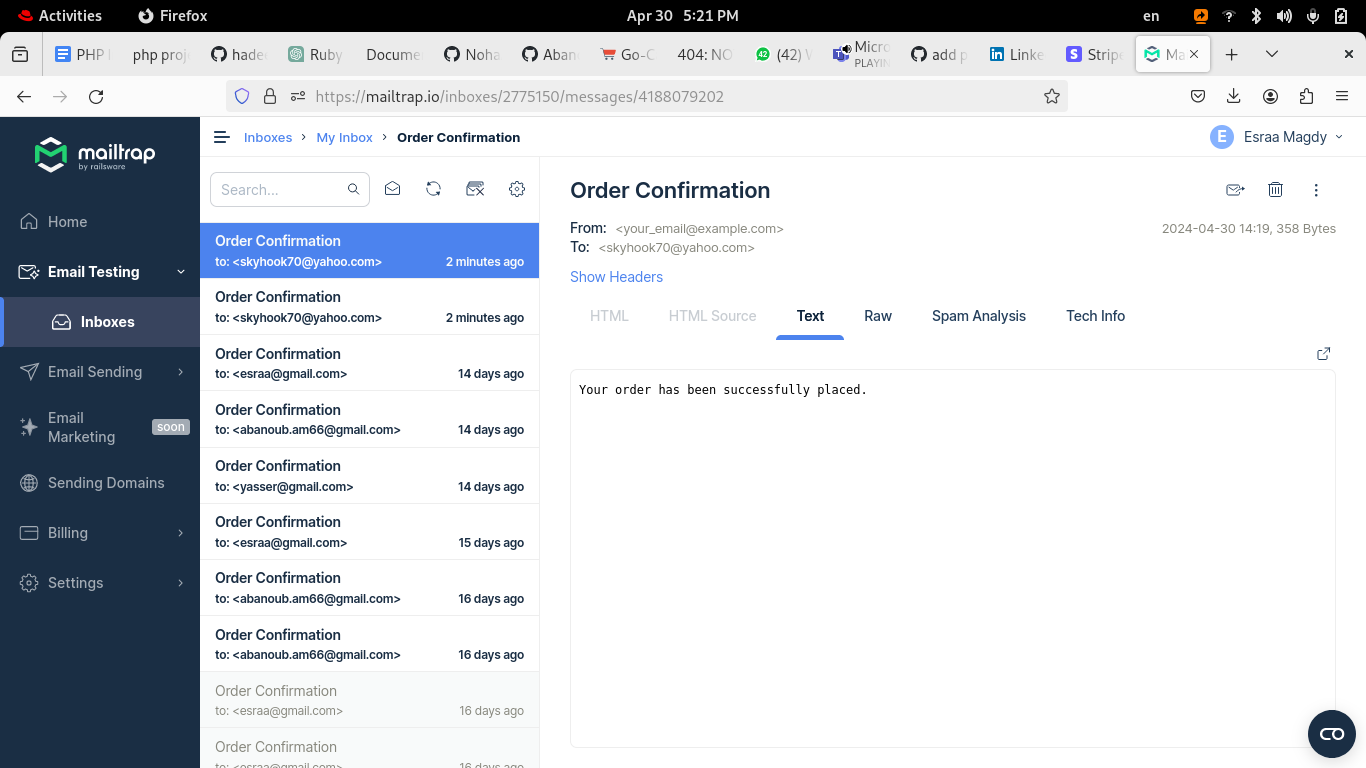 Activities
Firefox
Apr 30 5:21 PM
en
PHP
php proj
hade
Ruby
Docume
Noha
Aban
Go-C
404: NO
(42)
Micro
PLAYIN
add p
Linke
Stripe
Ma
https://mailtrap.io/inboxes/2775150/messages/4188079202
mailtrap
by railsware
Inboxes > My Inbox > Order Confirmation
E
Esraa Magdy
Home
Email Testing
Inboxes
Email Sending
Email
Marketing
soon
Sending Domains
Billing
Settings
Search...
Order Confirmation
to: <skyhook70@yahoo.com> 2 minutes ago
Order Confirmation
to: <skyhook70@yahoo.com> 2 minutes ago
Order Confirmation
to: <esraa@gmail.com> 14 days ago
Order Confirmation
to: <abanoub.am66@gmail.com> 14 days ago
Order Confirmation
to: <yasser@gmail.com> 14 days ago
Order Confirmation
to: <esraa@gmail.com> 15 days ago
Order Confirmation
to: <abanoub.am66@gmail.com> 16 days ago
Order Confirmation
to: <abanoub.am66@gmail.com> 16 days ago
Order Confirmation
to: <esraa@gmail.com> 16 days ago
Order Confirmation
to: <esraa@gmail.com> 16 days ago
Order Confirmation
From: <your_email@example.com> 2024-04-30 14:19, 358 Bytes
To: <skyhook70@yahoo.com>
Show Headers
HTML
HTML Source
Text
Raw
Spam Analysis
Tech Info
Your order has been successfully placed.